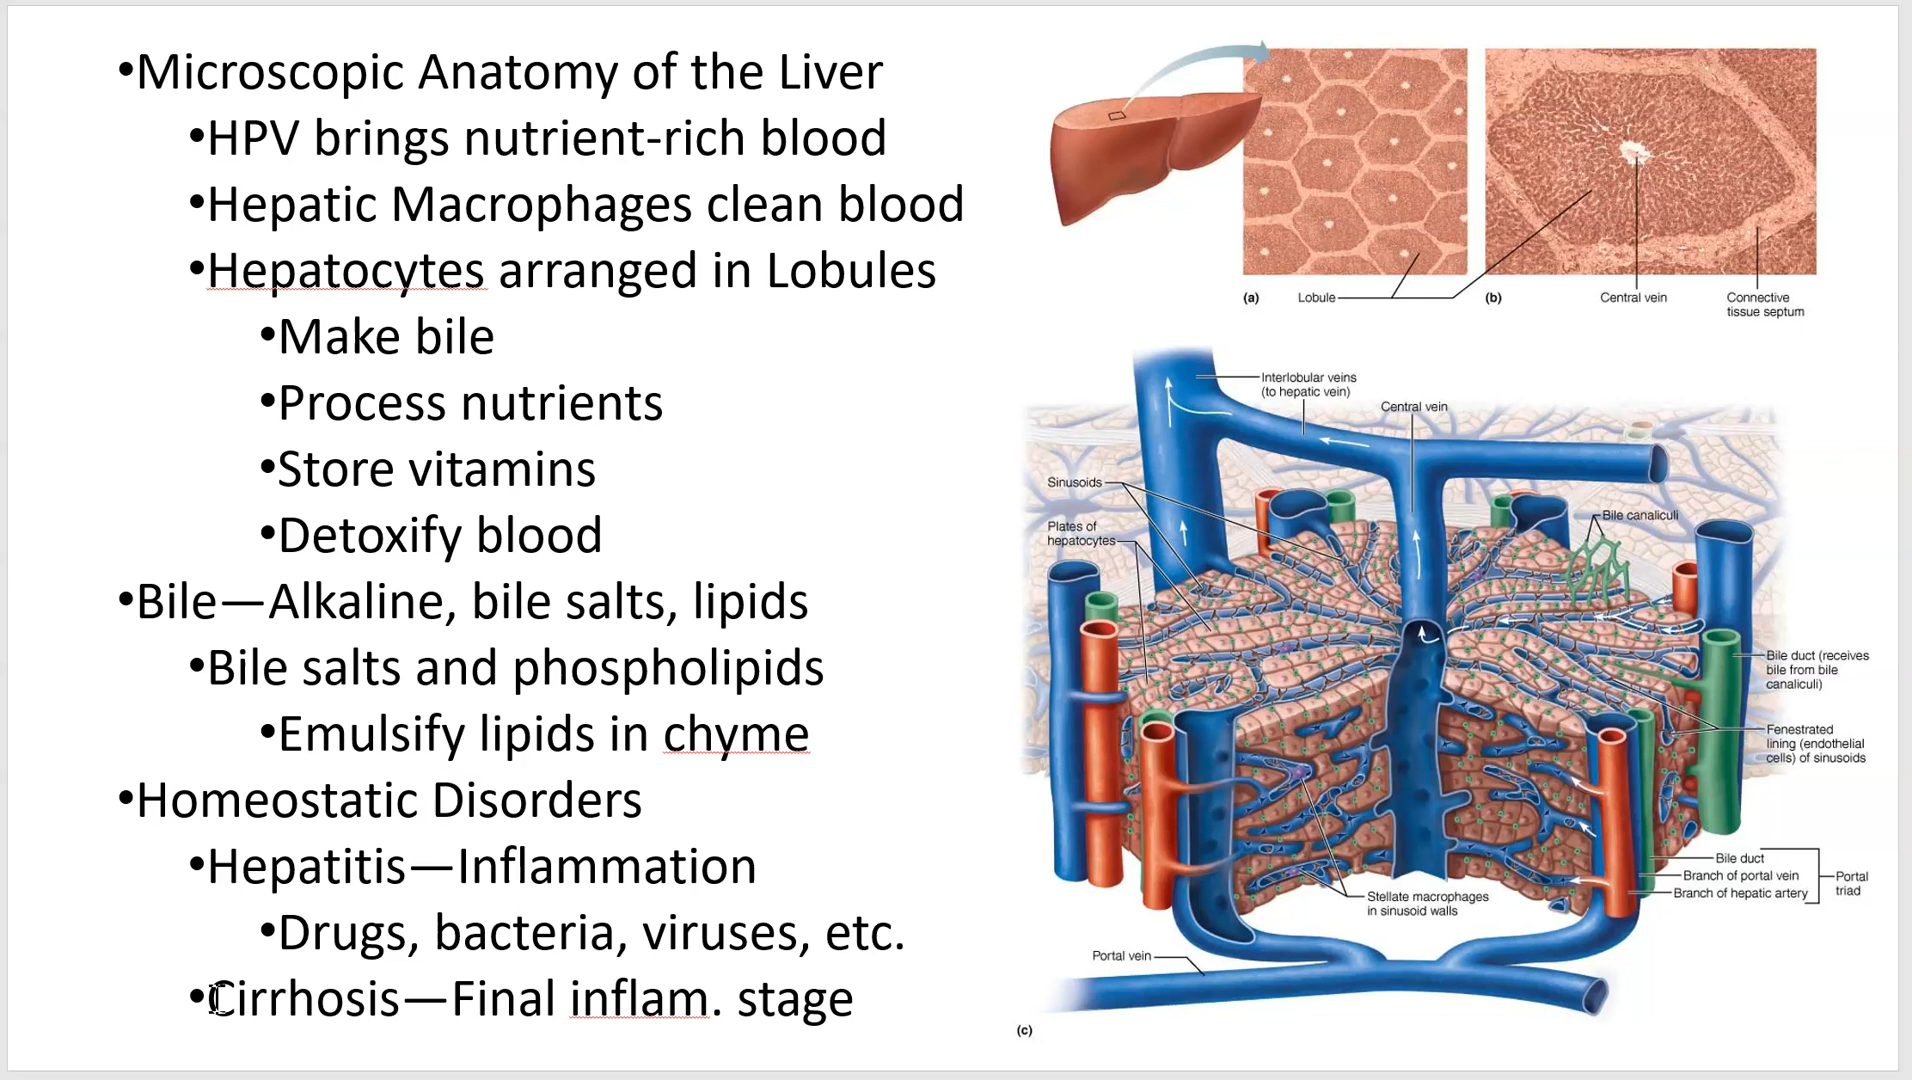 •Microscopic Anatomy of the Liver
•HPV brings nutrient-rich blood
•Hepatic Macrophages clean blood
•Hepatocytes arranged in Lobules
•Make bile
•Process nutrients
•Store vitamins
•Detoxify blood
•Bile—Alkaline, bile salts, lipids
•Bile salts and phospholipids
•Emulsify lipids in chyme
•Homeostatic Disorders
•Hepatitis—Inflammation
•Drugs, bacteria, viruses, etc.
•Cirrhosis—Final inflam. stage
(a)
Lobule
(b)
Central vein
Connective
tissue septum
Interlobular veins
(to hepatic vein)
Central vein
Sinusoids
Plates of
hepatocytes
Bile canaliculi
Bile duct (receives
bile from bile
canaliculi)
Fenestrated
lining (endothelial
cells) of sinusoids
Bile duct
Branch of portal vein
Branch of hepatic artery
Portal
triad
Stellate macrophages
in sinusoid walls
Portal vein
(c)